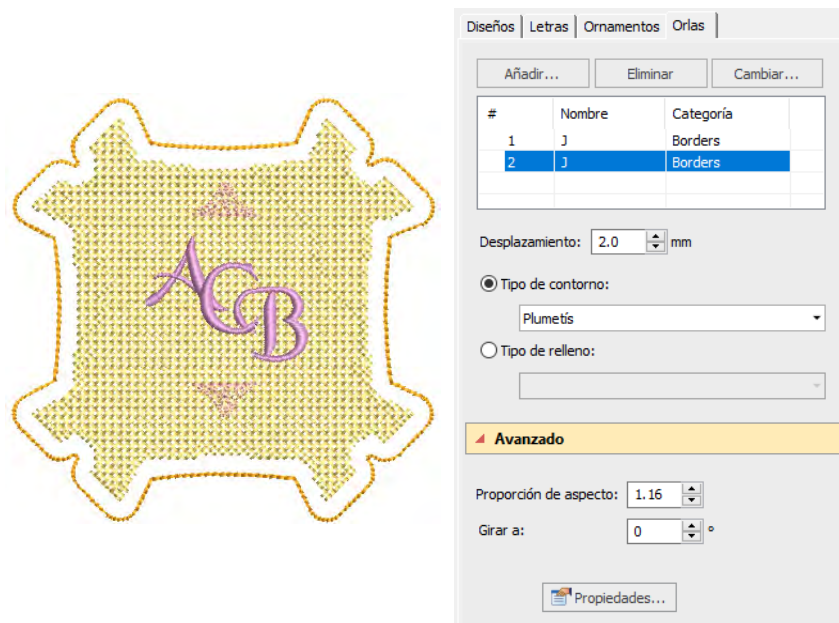 ACB
Diseños Letras Ornamentos Orlas
Añadir... Eliminar Cambiar...
# Nombre Categoría
1 J Borders
2 J Borders
Desplazamiento: 2.0 mm
Tipo de contorno:
Plumetís
Tipo de relleno:
Avanzado
Proporción de aspecto: 1.16
Girar a: 0 °
Propiedades...